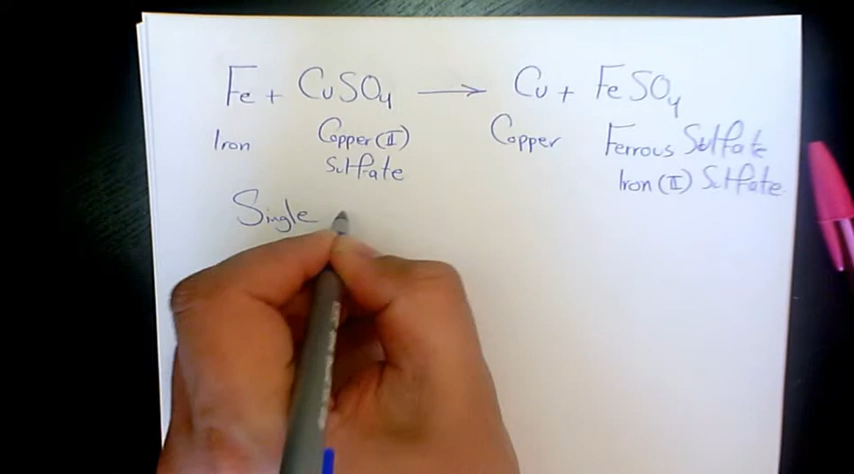 Fe + CuSO4 → Cu + FeSO4
Iron Copper (II) Copper Ferrous Sulfate
Sulfate Iron (II) Sulfate
Single